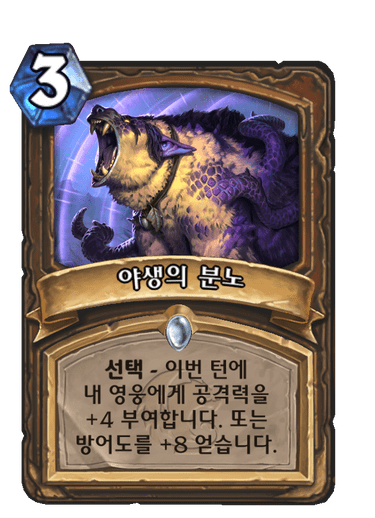 3
야생의 분노
선택 - 이번 턴에
내 영웅에게 공격력을
+4 부여합니다. 또는
방어도를 +8 얻습니다.